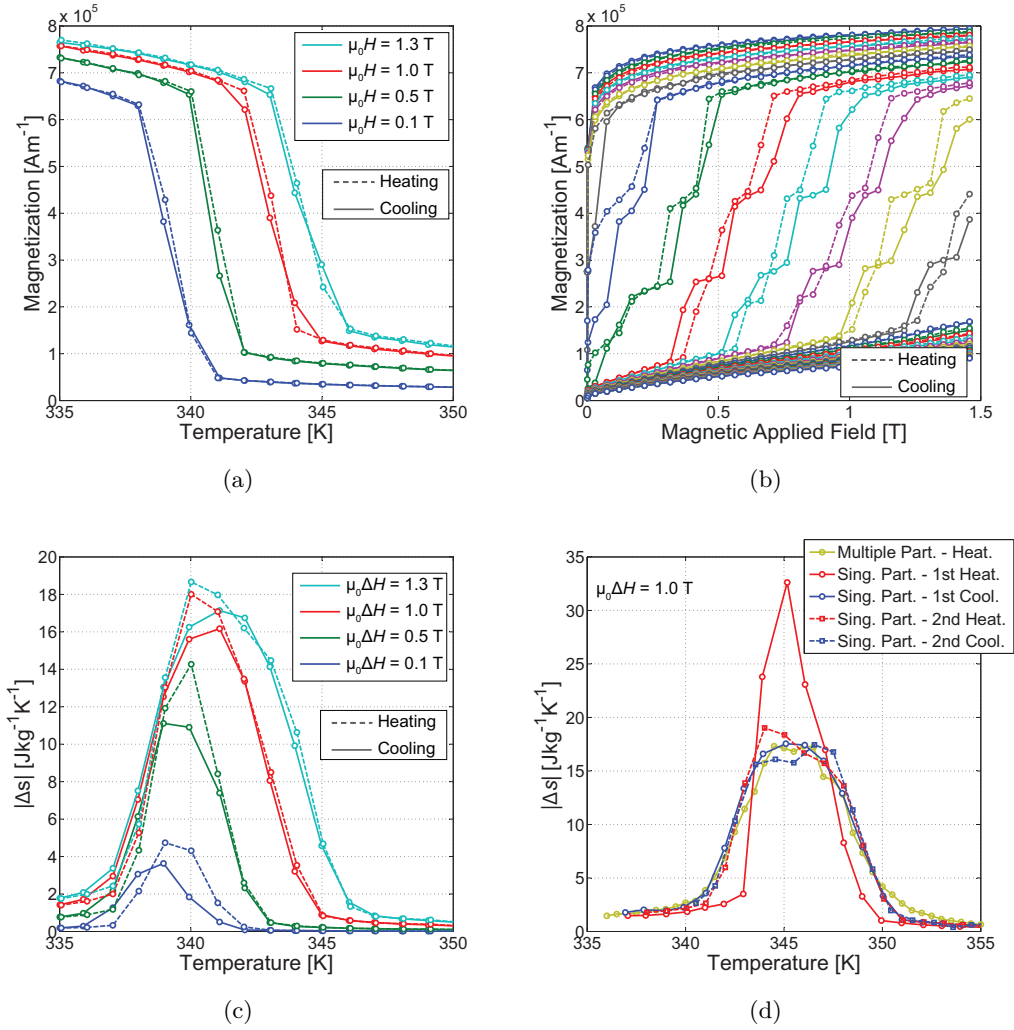 8 x 10⁵
7
6
5
4
3
2
1
0
335 340 345 350
Temperature [K]
Magnetization [Am⁻¹]
μ₀H = 1.3 T
μ₀H = 1.0 T
μ₀H = 0.5 T
μ₀H = 0.1 T
Heating
Cooling
(a)
8 x 10⁵
7
6
5
4
3
2
1
0
0 0.5 1 1.5
Magnetic Applied Field [T]
Magnetization [Am⁻¹]
Heating
Cooling
(b)
20
18
16
14
12
10
8
6
4
2
0
335 340 345 350
Temperature [K]
|Δs| [Jkg⁻¹K⁻¹]
μ₀ΔH = 1.3 T
μ₀ΔH = 1.0 T
μ₀ΔH = 0.5 T
μ₀ΔH = 0.1 T
Heating
Cooling
(c)
35
30
25
20
15
10
5
0
340 345 350 355
Temperature [K]
|Δs| [Jkg⁻¹K⁻¹]
μ₀ΔH = 1.0 T
Multiple Part. - Heat.
Sing. Part. - 1st Heat.
Sing. Part. - 1st Cool.
Sing. Part. - 2nd Heat.
Sing. Part. - 2nd Cool.
(d)